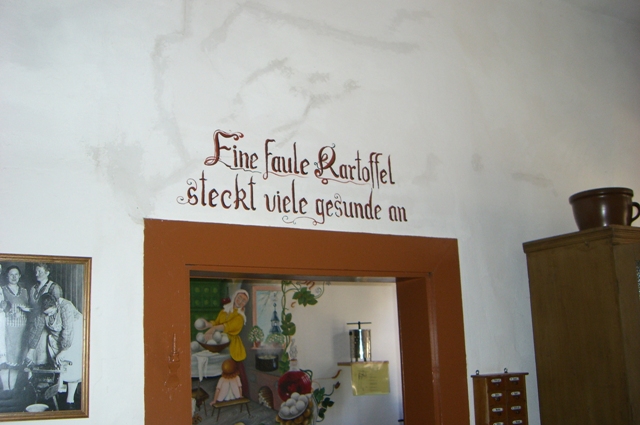 Eine faule Kartoffel
steckt viele gesunde an